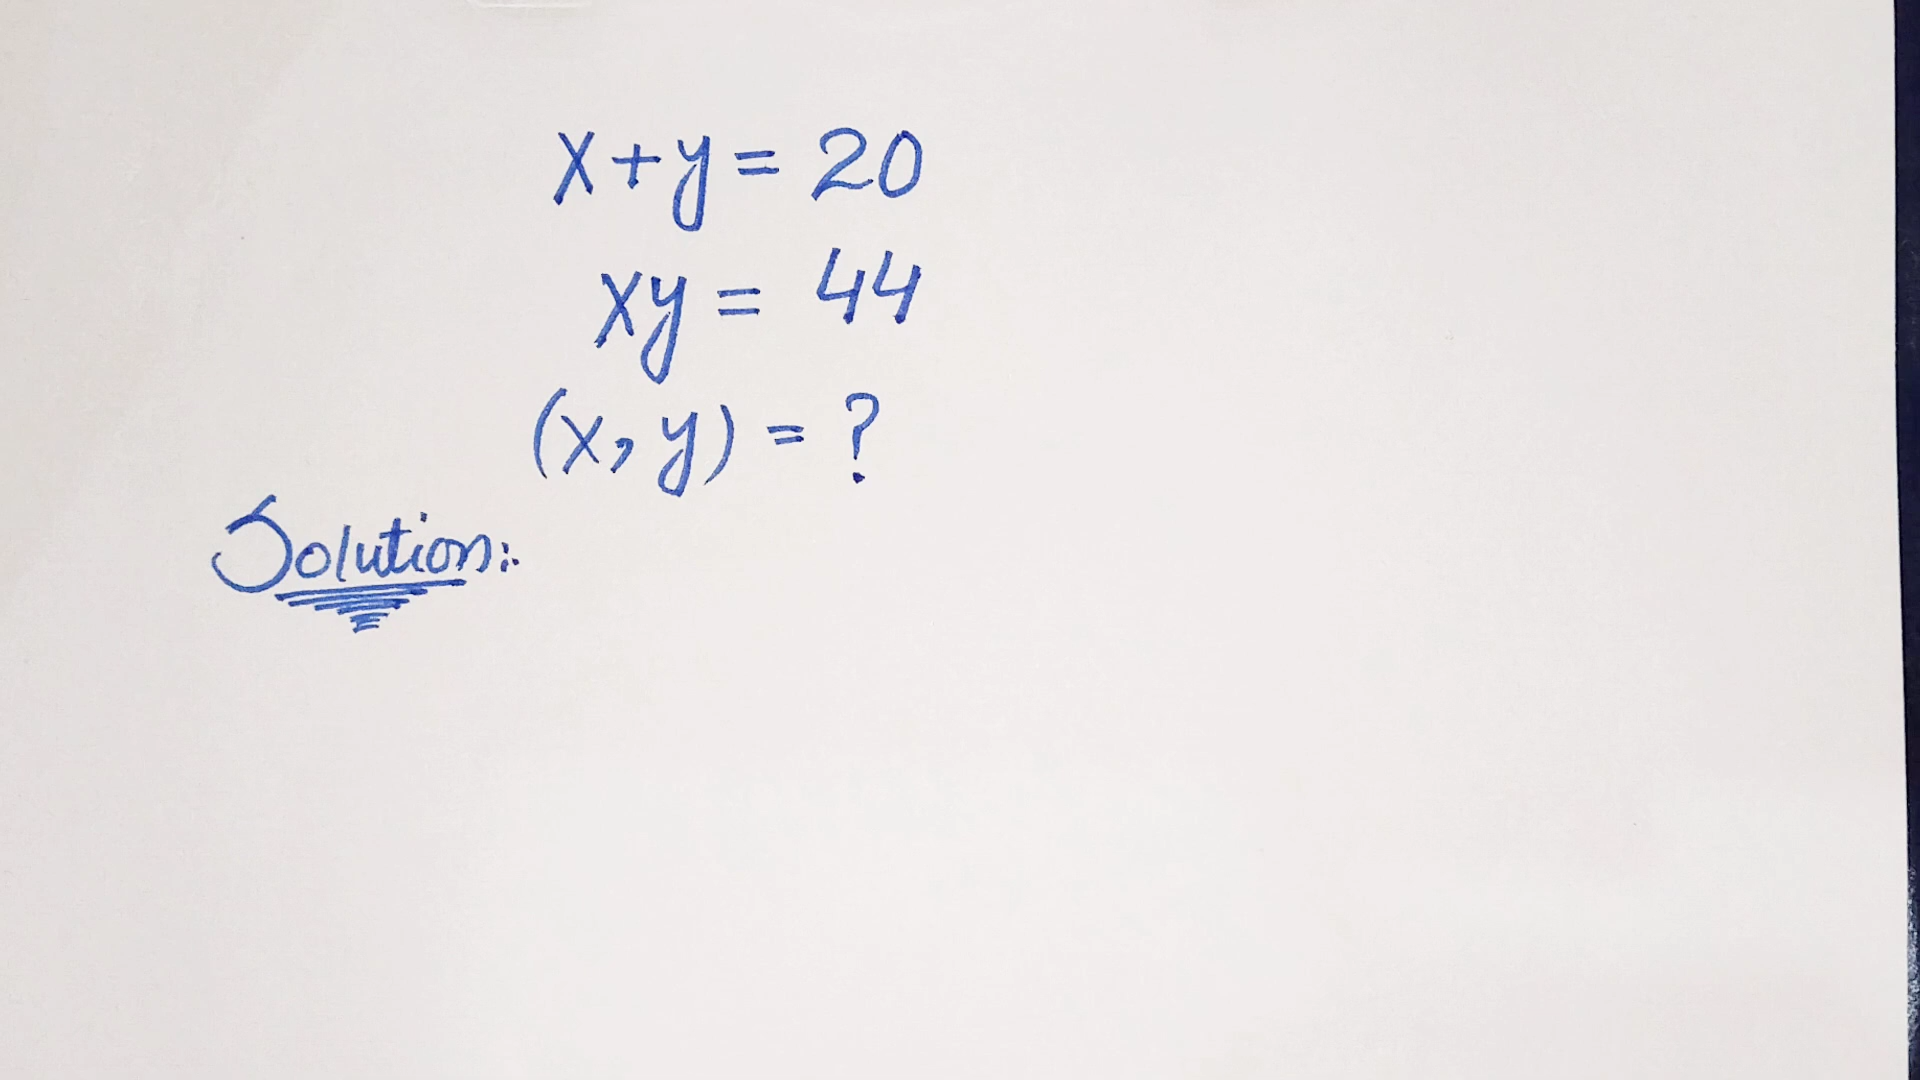 x+y = 20
xy = 44
(x, y) = ?
Solution: